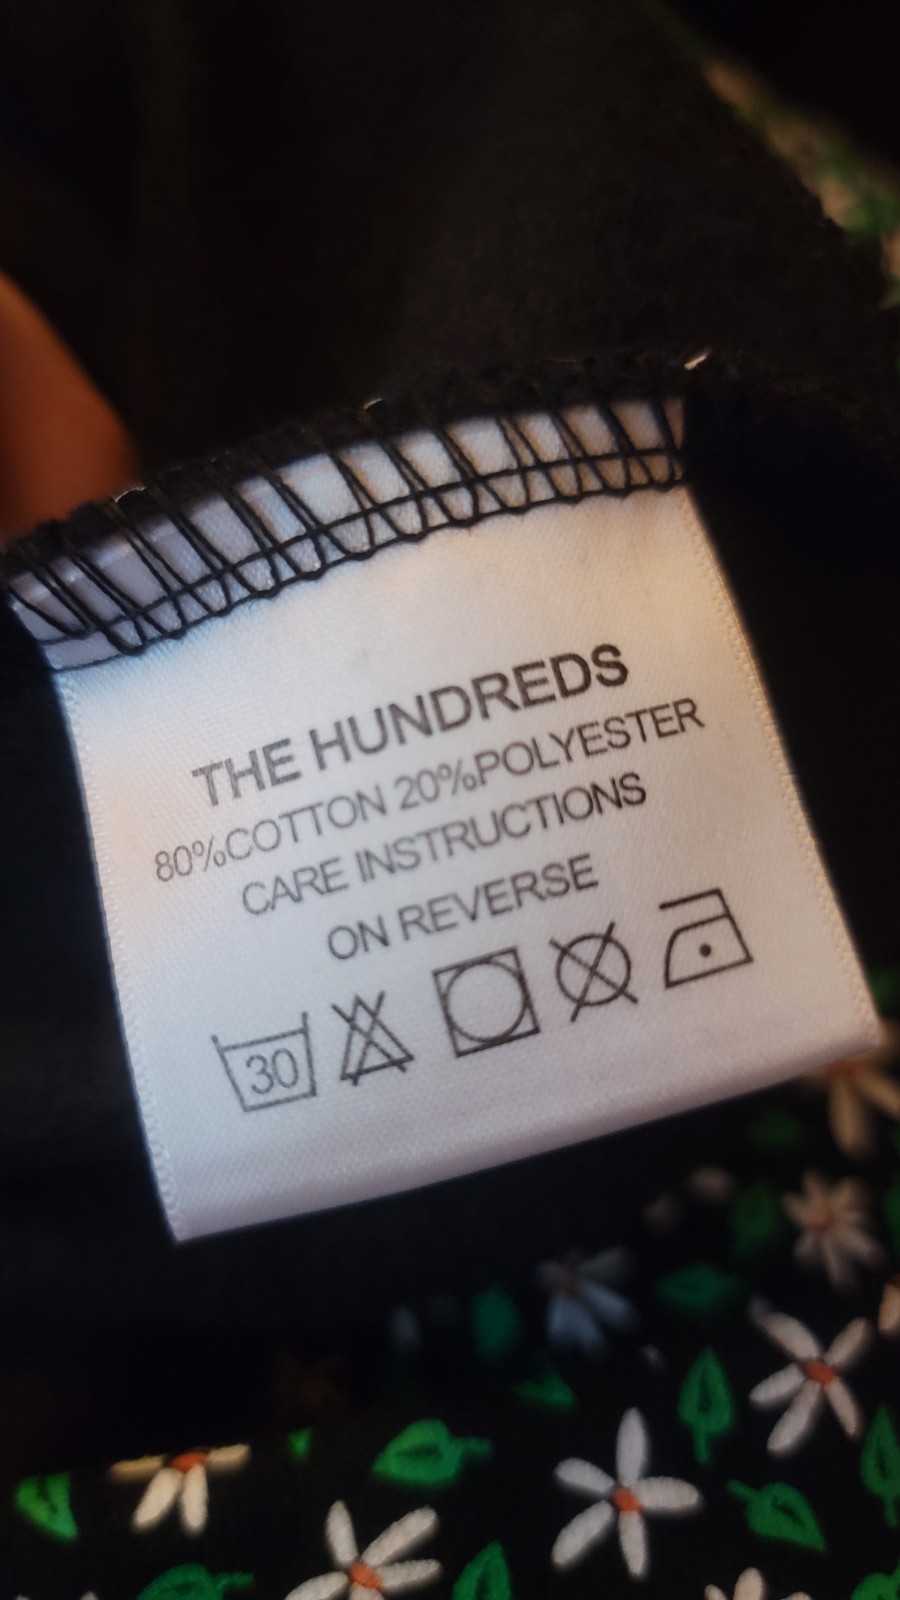 THE HUNDREDS
80%COTTON 20%POLYESTER
CARE INSTRUCTIONS
ON REVERSE
30